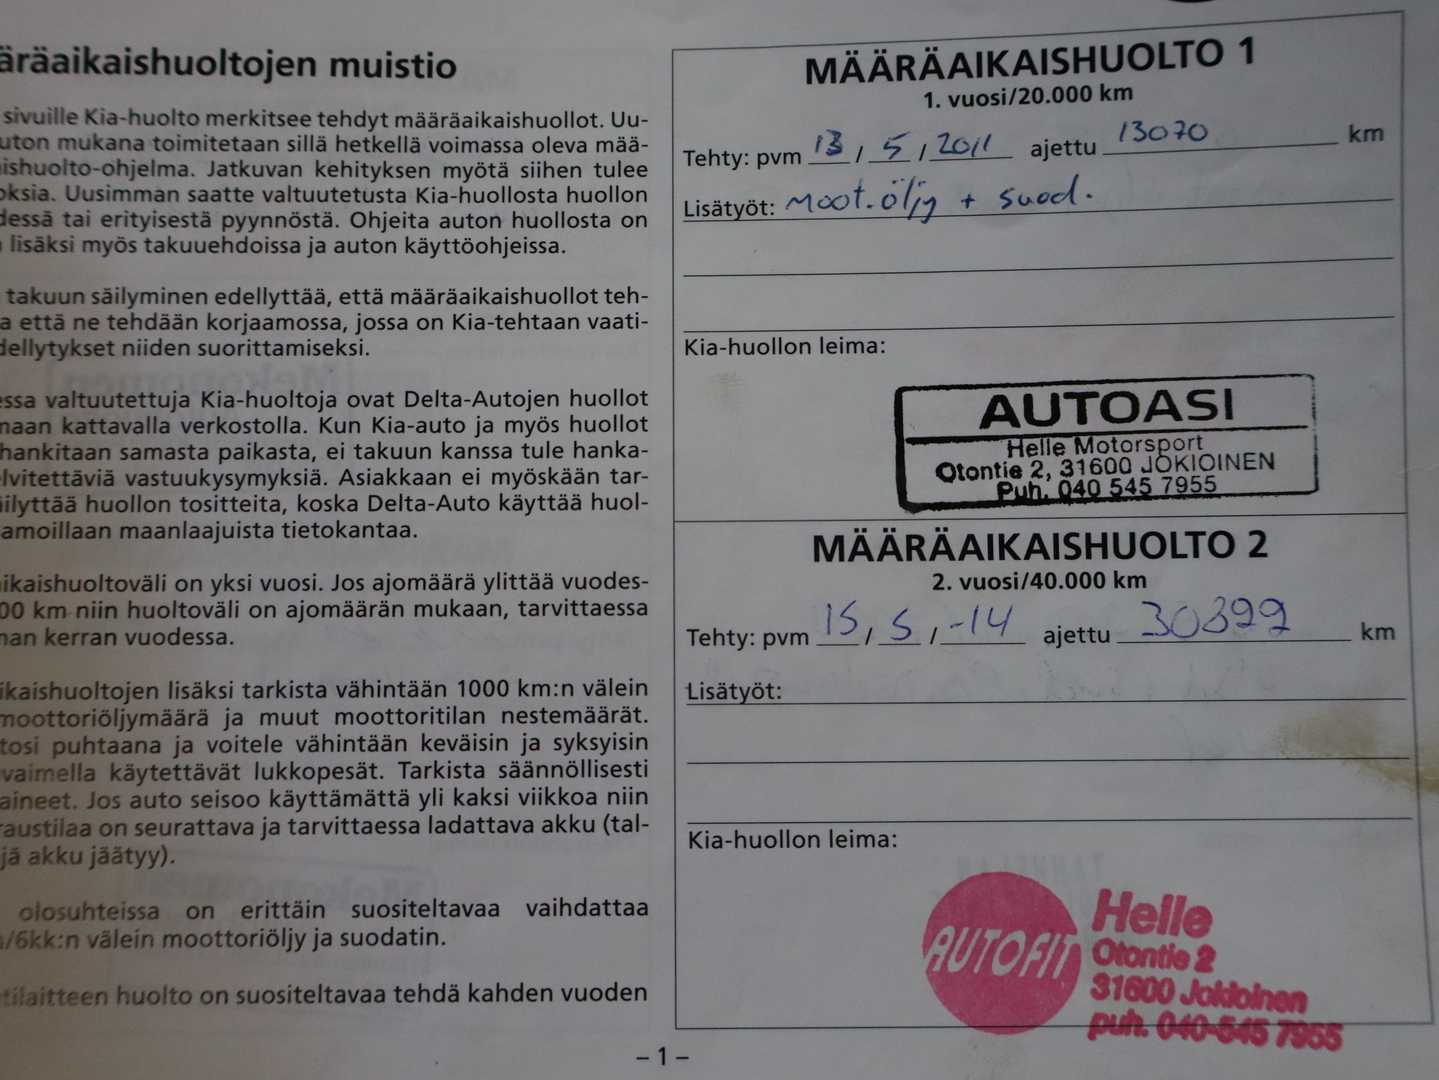 äräaikaishuoltojen muistio
sivuille Kia-huolto merkitsee tehdyt määräaikaishuollot. Uu-
uton mukana toimitetaan sillä hetkellä voimassa oleva mää-
ishuolto-ohjelma. Jatkuvan kehityksen myötä siihen tulee
oksia. Uusimman saatte valtuutetusta Kia-huollosta huollon
dessä tai erityisestä pyynnöstä. Ohjeita auton huollosta on
lisäksi myös takuuehdoissa ja auton käyttöohjeissa.
takuun säilyminen edellyttää, että määräaikaishuollot teh-
a että ne tehdään korjaamossa, jossa on Kia-tehtaan vaati-
dellytykset niiden suorittamiseksi.
essa valtuutettuja Kia-huoltoja ovat Delta-Autojen huollot
maan kattavalla verkostolla. Kun Kia-auto ja myös huollot
hankitaan samasta paikasta, ei takuun kanssa tule hanka-
elvitettäviä vastuukysymyksiä. Asiakkaan ei myöskään tar-
äilyttää huollon tositteita, koska Delta-Auto käyttää huol-
amoillaan maanlaajuista tietokantaa.
aikaishuoltoväli on yksi vuosi. Jos ajomäärä ylittää vuodes-
00 km niin huoltoväli on ajomäärän mukaan, tarvittaessa
man kerran vuodessa.
ikaishuoltojen lisäksi tarkista vähintään 1000 km:n välein
moottoriöljymäärä ja muut moottoritilan nestemäärät.
tosi puhtaana ja voitele vähintään keväisin ja syksyisin
vaimella käytettävät lukkopesät. Tarkista säännöllisesti
aineet. Jos auto seisoo käyttämättä yli kaksi viikkoa niin
raustilaa on seurattava ja tarvittaessa ladattava akku (tal-
jä akku jäätyy).
olosuhteissa on erittäin suositeltavaa vaihdattaa
/6kk:n välein moottoriöljy ja suodatin.
tilaitteen huolto on suositeltavaa tehdä kahden vuoden
MÄÄRÄAIKAISHUOLTO 1
1. vuosi/20.000 km
Tehty: pvm 13 / 5 / 2011 ajettu 13070 km
Lisätyöt: moot.öljy + suod.
Kia-huollon leima:
AUTOASI
Helle Motorsport
Otontie 2, 31600 JOKIOINEN
Puh. 040 545 7955
MÄÄRÄAIKAISHUOLTO 2
2. vuosi/40.000 km
Tehty: pvm 15 / 5 / -14 ajettu 30899 km
Lisätyöt:
Kia-huollon leima:
AUTOFIT
Helle
Otontie 2
31600 Jokioinen
puh. 040-545 7955
– 1 –